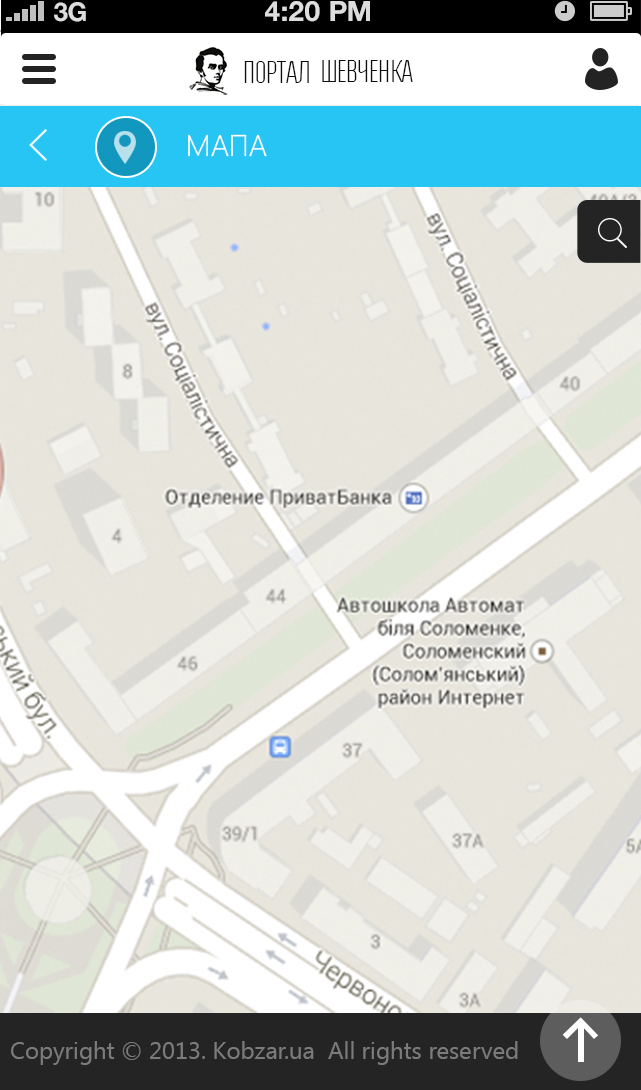 3G
4:20 PM
ПОРТАЛ ШЕВЧЕНКА
МАПА
10
вул. Соціалістична
вул. Соціалістична
8
40
Отделение ПриватБанка
4
44
Автошкола Автомат
біля Соломенке,
Соломенский
(Солом'янський)
район Интернет
46
бул.
37
39/1
37А
3
Червоно
3А
Copyright © 2013. Kobzar.ua All rights reserved